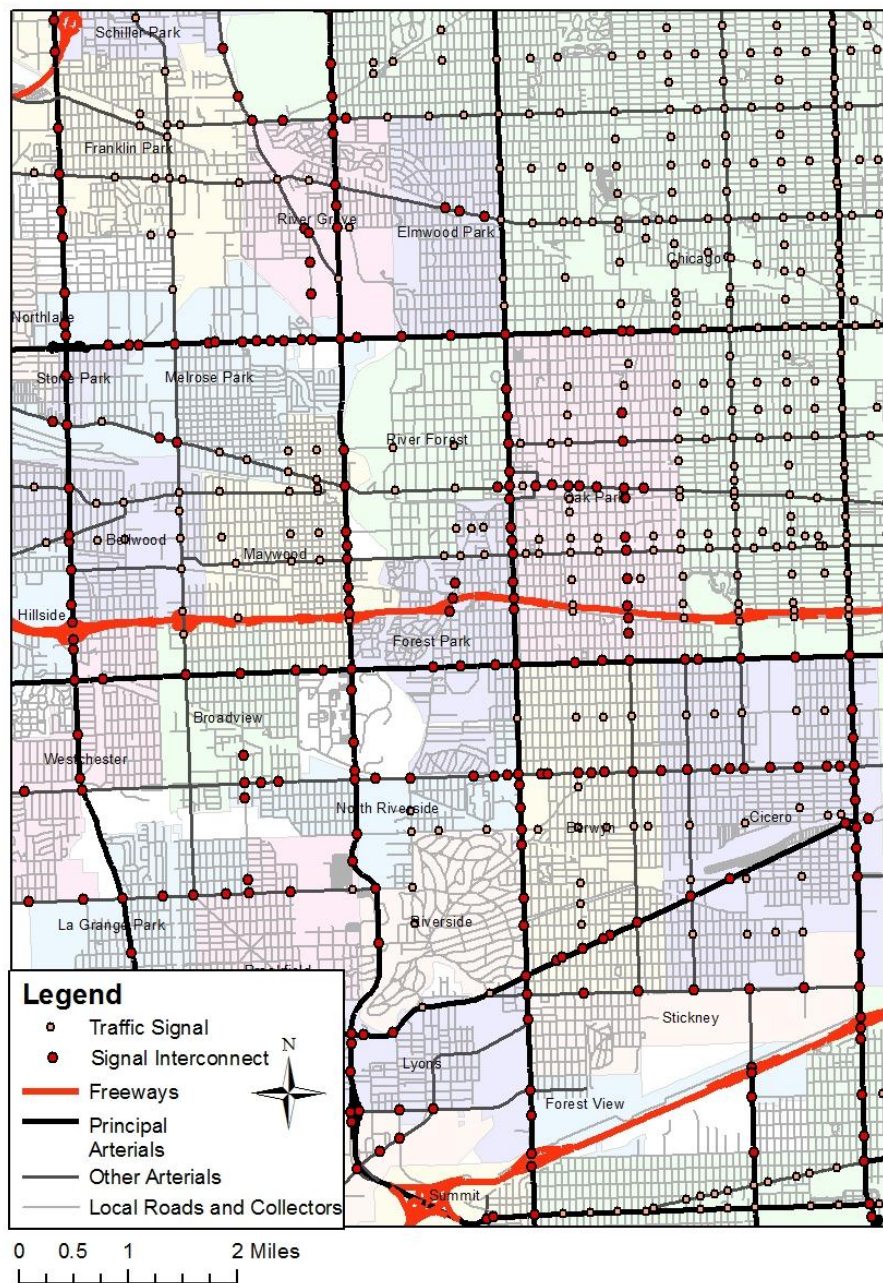 Schiller Park
Franklin Park
River Grove
Elmwood Park
Chicago
Northlake
Stone Park
Melrose Park
River Forest
Oak Park
Bellwood
Maywood
Hillside
Forest Park
Broadview
Westchester
North Riverside
Cicero
Berwyn
La Grange Park
Riverside
Brookfield
Stickney
Lyons
Forest View
Summit
Legend
Traffic Signal
Signal Interconnect
N
Freeways
Principal
Arterials
Other Arterials
Local Roads and Collectors
0 0.5 1 2 Miles